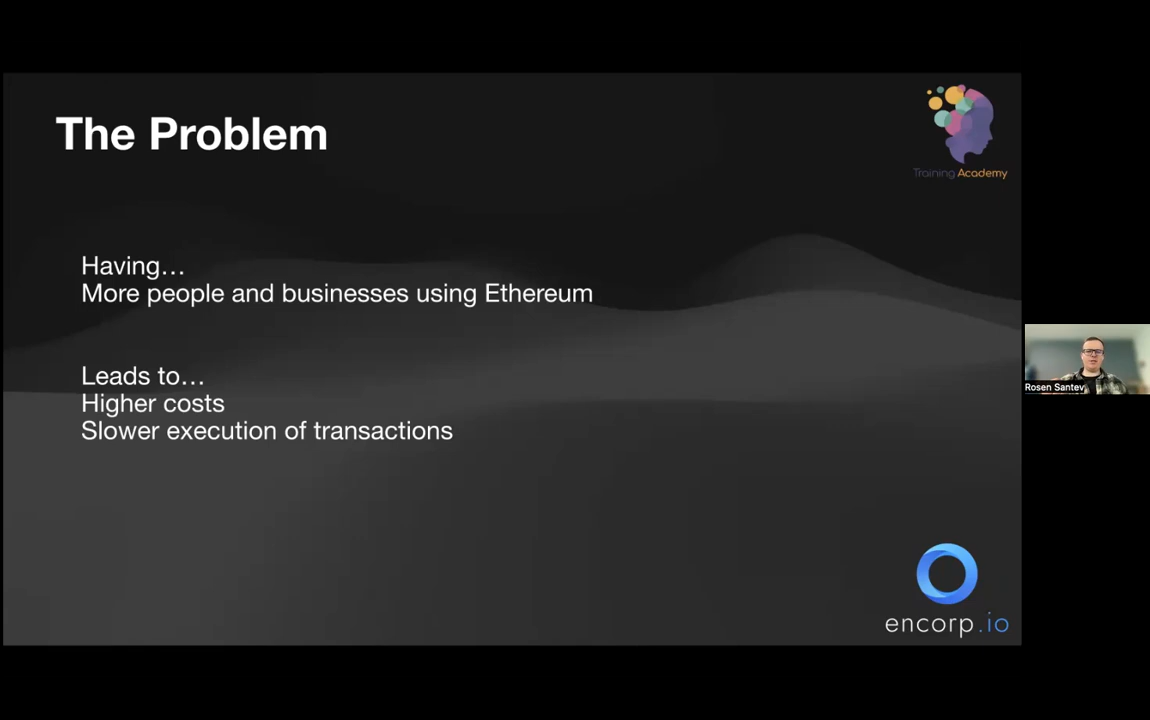 The Problem
Training Academy
Having…
More people and businesses using Ethereum
Leads to…
Higher costs
Slower execution of transactions
Rosen Santev
encorp.io